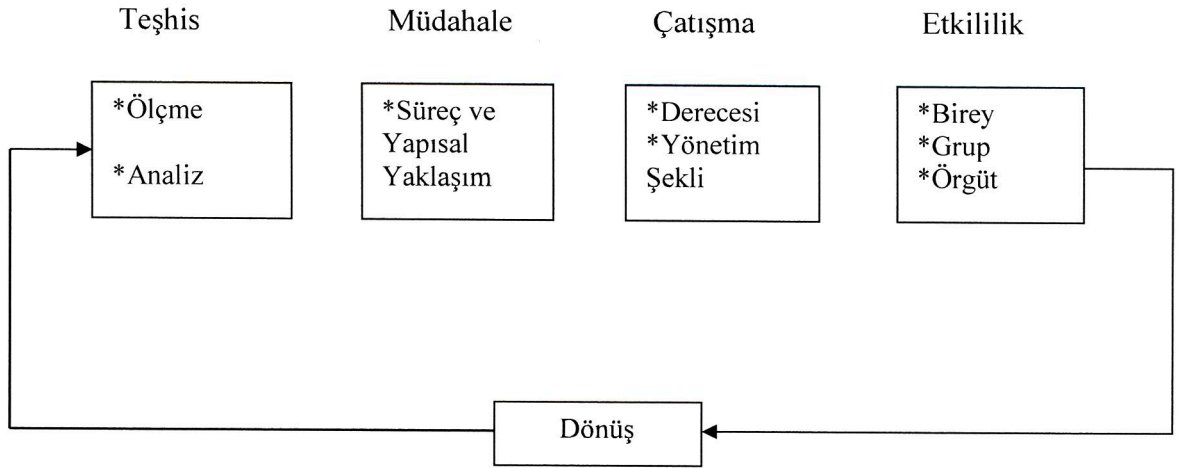 Teşhis
Müdahale
Çatışma
Etkililik
*Ölçme
*Analiz
*Süreç ve
Yapısal
Yaklaşım
*Derecesi
*Yönetim
Şekli
*Birey
*Grup
*Örgüt
Dönüş